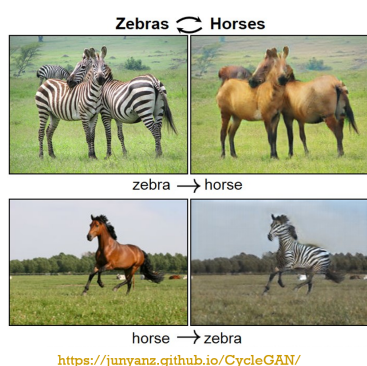 Zebras ⇄ Horses
zebra → horse
horse → zebra
https://junyanz.github.io/CycleGAN/